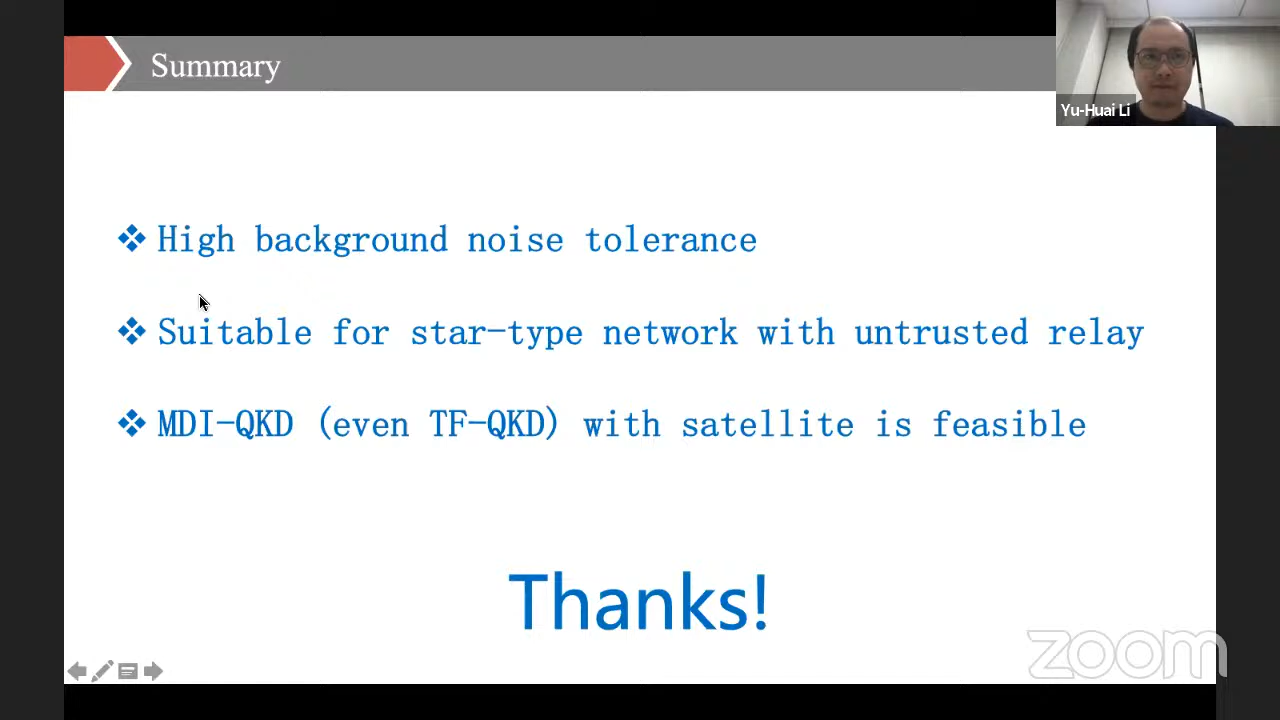 Summary
Yu-Huai Li
High background noise tolerance
Suitable for star-type network with untrusted relay
MDI-QKD (even TF-QKD) with satellite is feasible
Thanks!
zoom